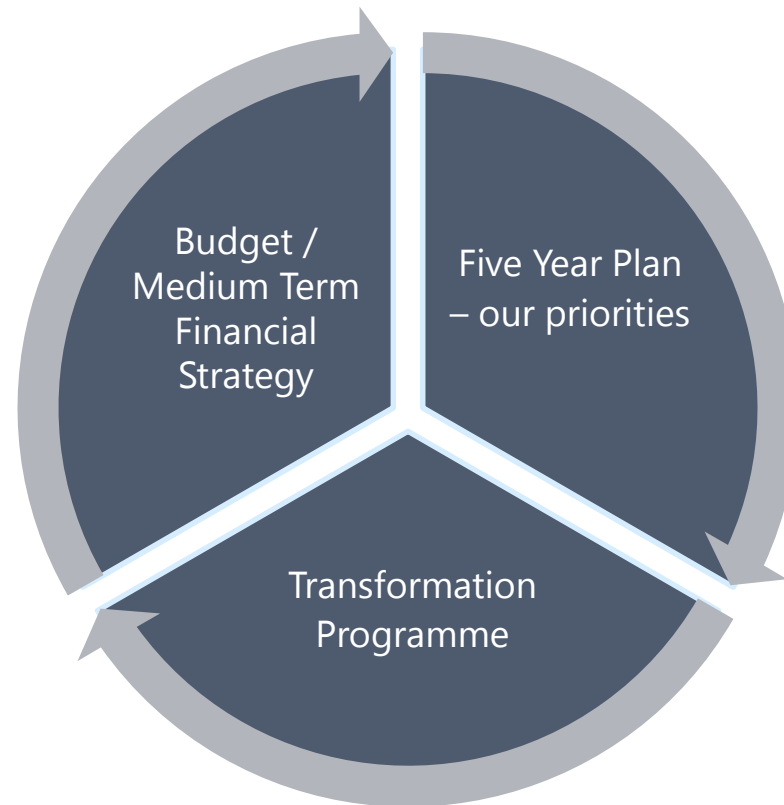 Budget /
Medium Term
Financial
Strategy
Five Year Plan
– our priorities
Transformation
Programme